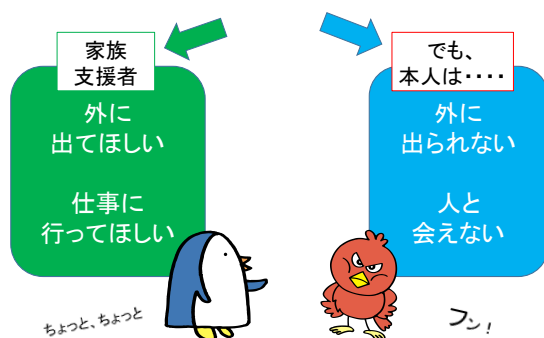 家族
支援者
外に
出てほしい
仕事に
行ってほしい
ちょっと、ちょっと
でも、
本人は・・・・
外に
出られない
人と
会えない
フン!